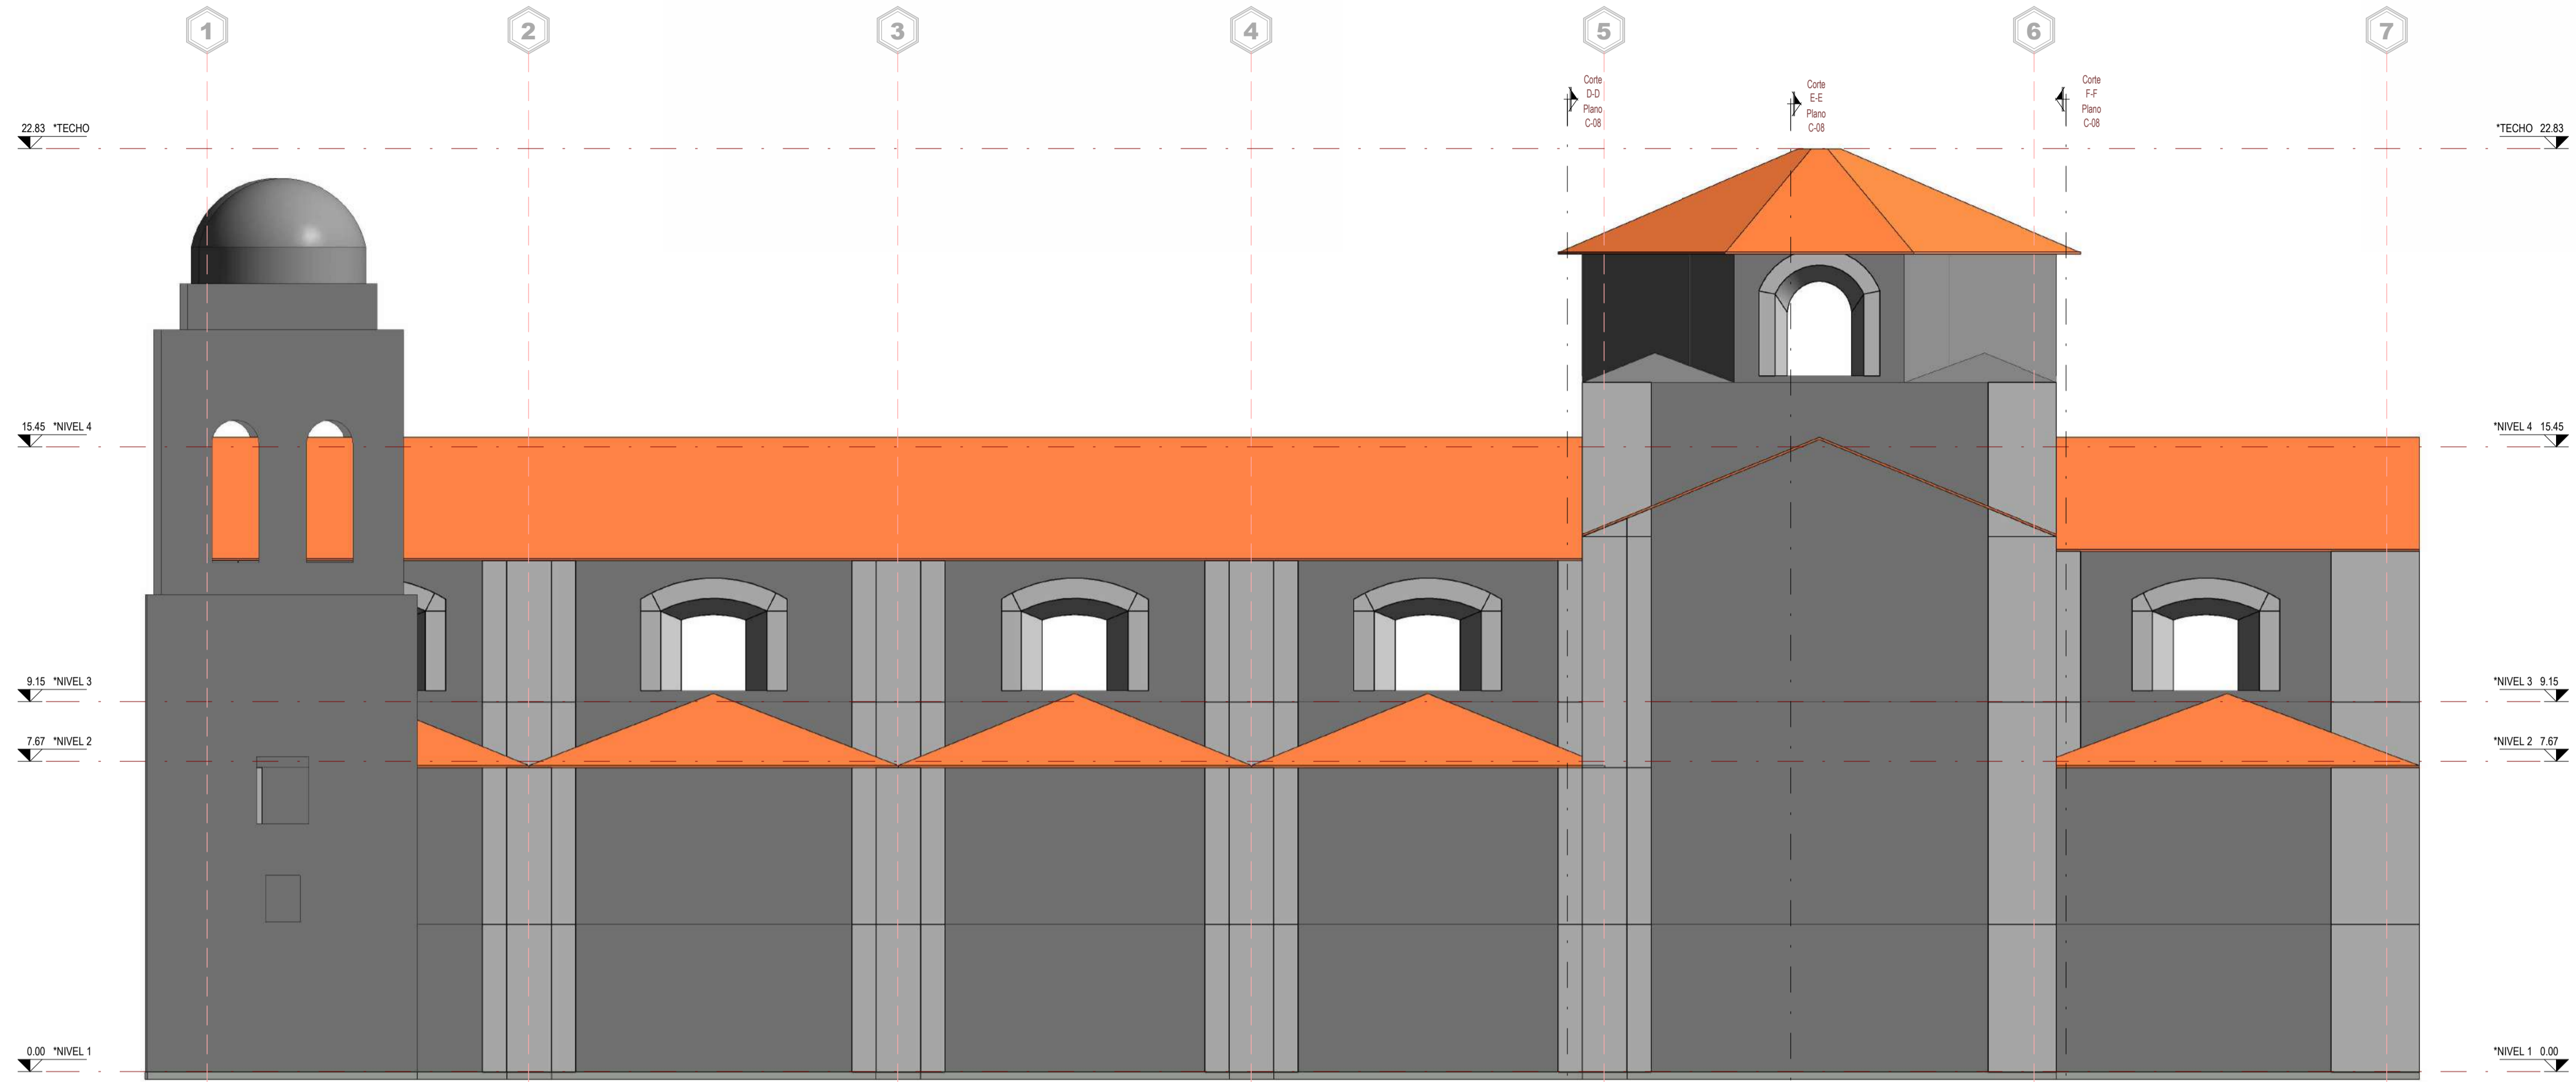 1
2
3
4
5
6
7
Corte
D-D
Plano
C-08
Corte
E-E
Plano
C-08
Corte
F-F
Plano
C-08
22.83 *TECHO
*TECHO 22.83
15.45 *NIVEL 4
*NIVEL 4 15.45
9.15 *NIVEL 3
*NIVEL 3 9.15
7.67 *NIVEL 2
*NIVEL 2 7.67
0.00 *NIVEL 1
*NIVEL 1 0.00